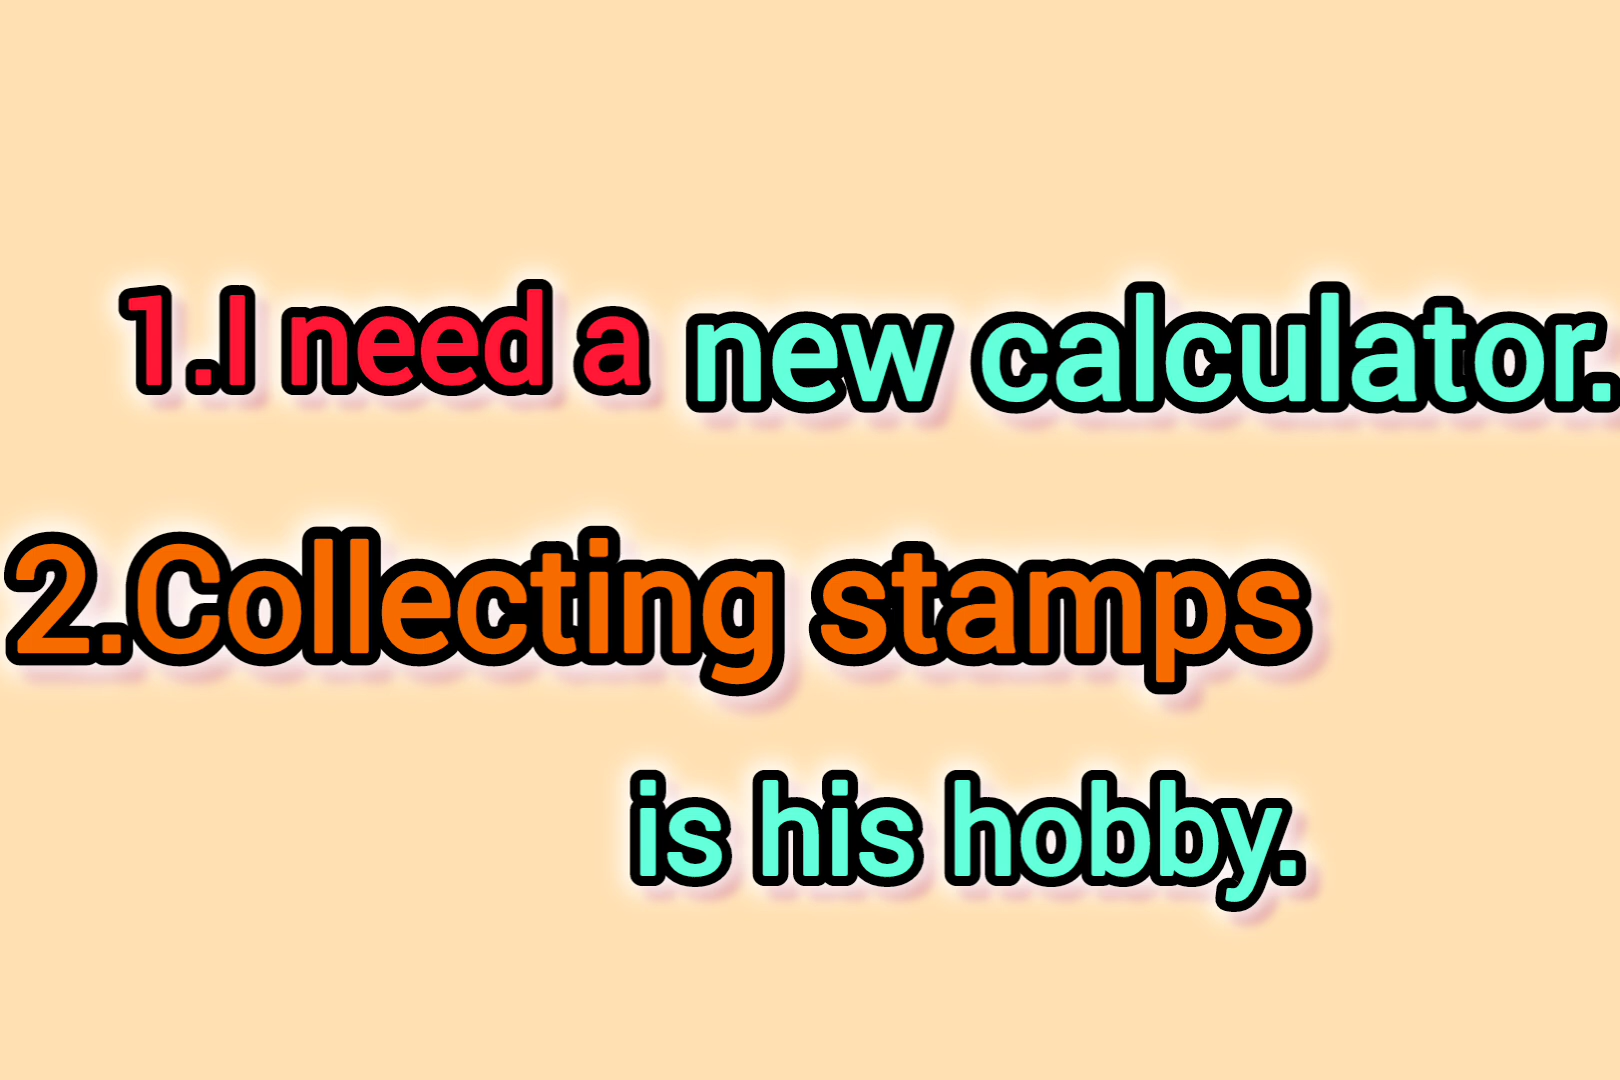 1.I need a new calculator.
2.Collecting stamps
is his hobby.